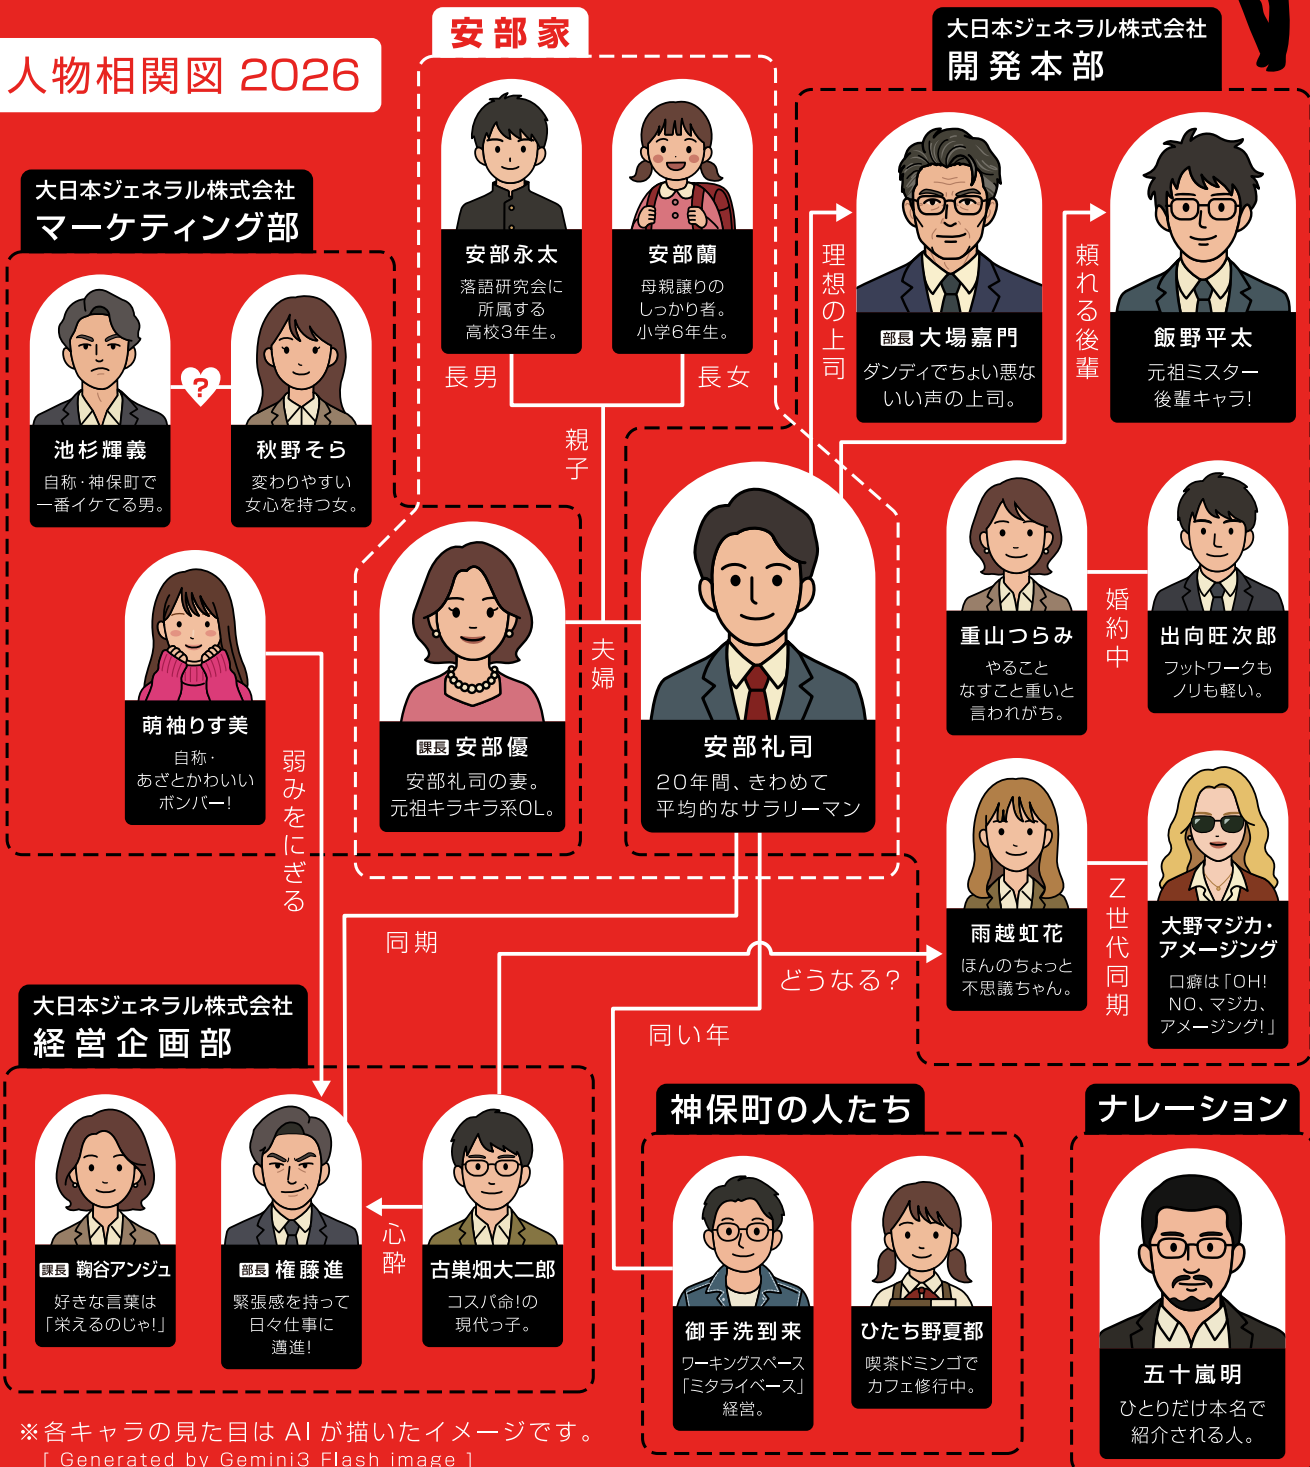 人物相関図 2026
安部家
安部永太
落語研究会に
所属する
高校3年生。
安部蘭
母親譲りの
しっかり者。
小学6年生。
長男
長女
親子
夫婦
大日本ジェネラル株式会社
マーケティング部
池杉輝義
自称・神保町で
一番イケてる男。
?
秋野そら
変わりやすい
女心を持つ女。
萌袖りす美
自称・
あざとかわいい
ボンバー!
弱みをにぎる
課長 安部優
安部礼司の妻。
元祖キラキラ系OL。
安部礼司
20年間、きわめて
平均的なサラリーマン
大日本ジェネラル株式会社
開発本部
理想の上司
部長 大場嘉門
ダンディでちょい悪な
いい声の上司。
頼れる後輩
飯野平太
元祖ミスター
後輩キャラ!
重山つらみ
やること
なすこと重いと
言われがち。
婚約中
出向旺次郎
フットワークも
ノリも軽い。
雨越虹花
ほんのちょっと
不思議ちゃん。
Z世代同期
大野マジカ・
アメージング
口癖は「OH!
NO、マジカ、
アメージング!」
同期
どうなる?
同い年
大日本ジェネラル株式会社
経営企画部
課長 鞠谷アンジュ
好きな言葉は
「栄えるのじゃ!」
部長 権藤進
緊張感を持って
日々仕事に
邁進!
心酔
古巣畑大二郎
コスパ命!の
現代っ子。
神保町の人たち
御手洗到来
ワーキングスペース
「ミタライベース」
経営。
ひたち野夏都
喫茶ドミンゴで
カフェ修行中。
ナレーション
五十嵐明
ひとりだけ本名で
紹介される人。
※各キャラの見た目は AI が描いたイメージです。
[ Generated by Gemini3 Flash image ]